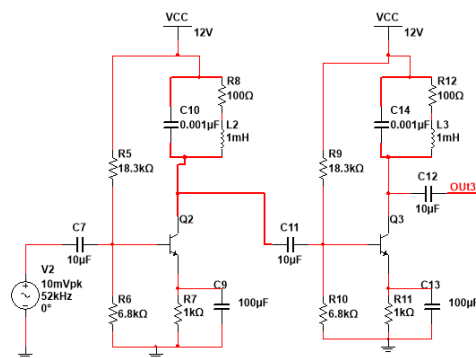 VCC
12V
R8
100Ω
C10
0.001µF
L2
1mH
R5
18.3kΩ
C7
10µF
Q2
V2
10mVpk
52kHz
0°
R6
6.8kΩ
R7
1kΩ
C9
100µF
VCC
12V
R12
100Ω
C14
0.001µF
L3
1mH
R9
18.3kΩ
C12
10µF
OUt3
C11
10µF
Q3
R10
6.8kΩ
R11
1kΩ
C13
100µF